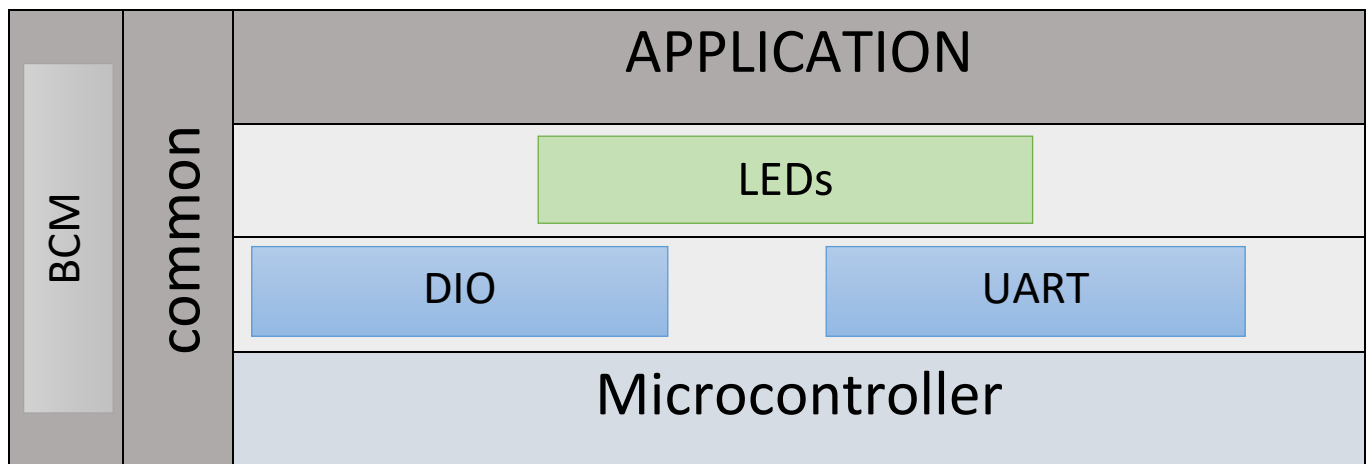 BCM
common
APPLICATION
LEDs
DIO
UART
Microcontroller